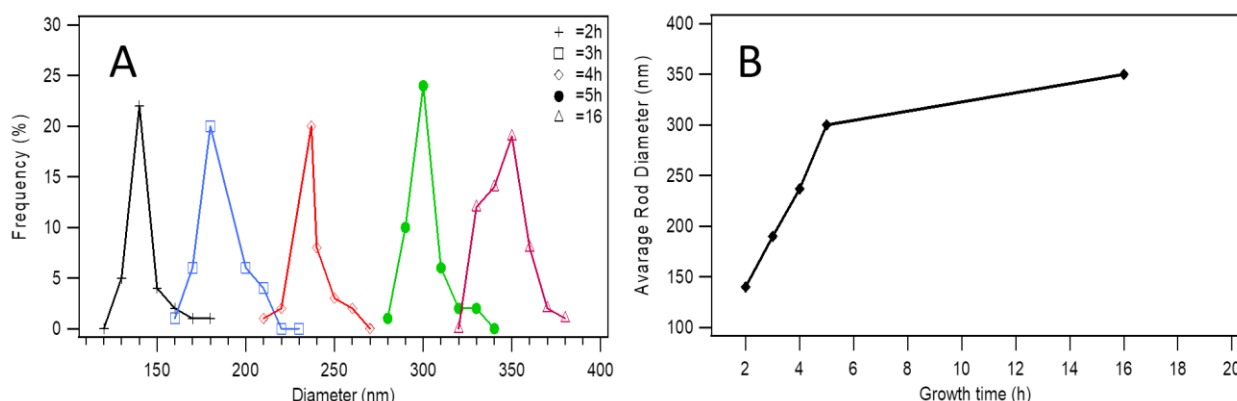 A
30
25
20
15
10
5
0
Frequency (%)
=2h
=3h
=4h
=5h
=16
150 200 250 300 350 400
Diameter (nm)
B
400
350
300
250
200
150
100
Avarage Rod Diameter (nm)
2 4 6 8 10 12 14 16 18 20
Growth time (h)